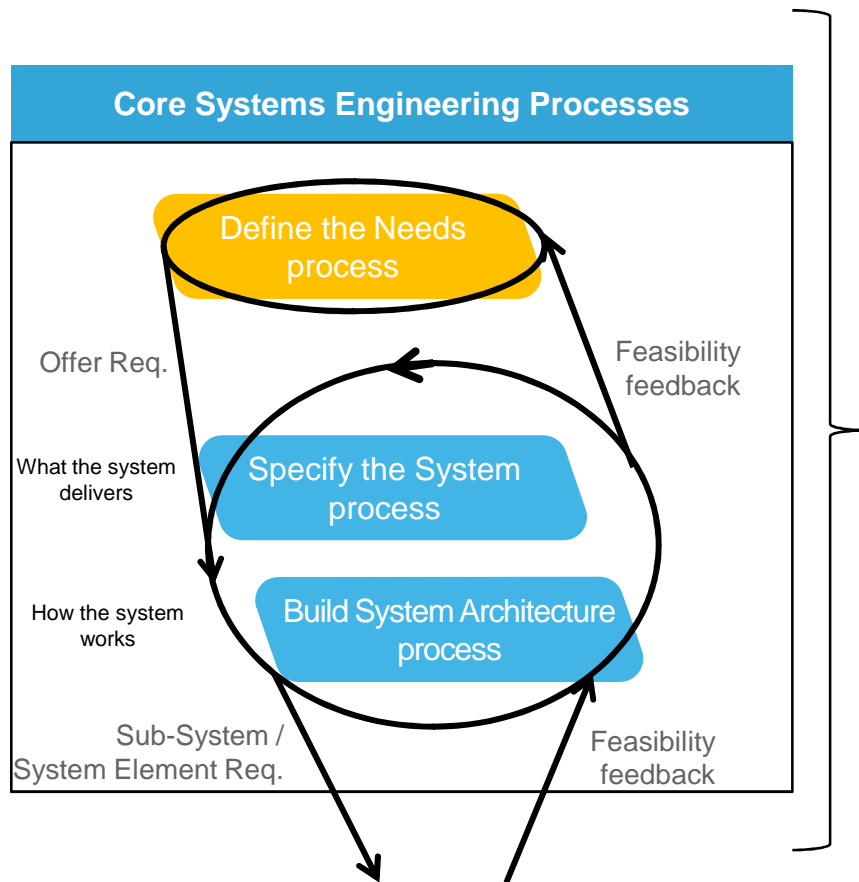 Core Systems Engineering Processes
Define the Needs
process
Offer Req.
Feasibility
feedback
What the system
delivers
Specify the System
process
How the system
works
Build System Architecture
process
Sub-System /
System Element Req.
Feasibility
feedback